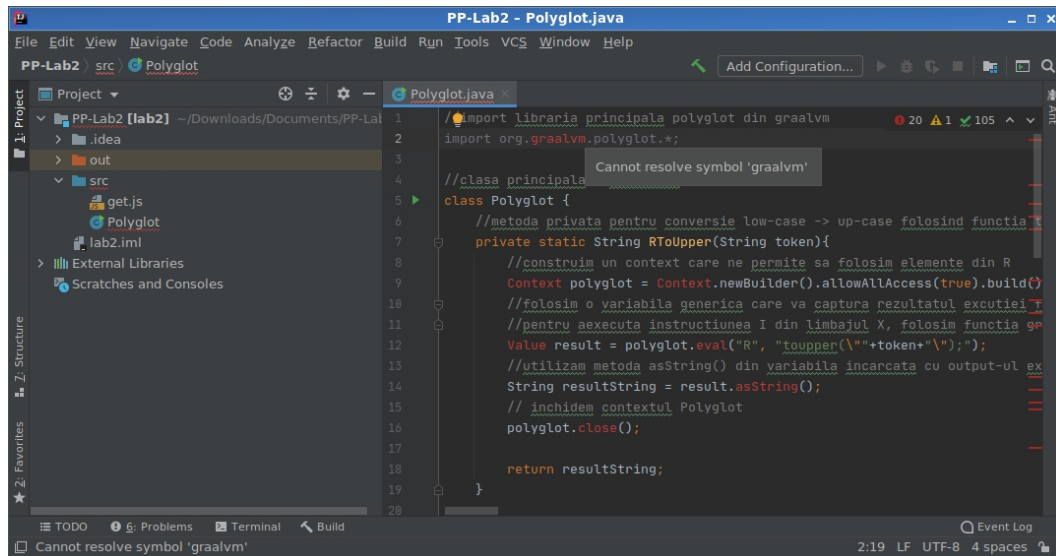 PP-Lab2 – Polyglot.java
File Edit View Navigate Code Analyze Refactor Build Run Tools VCS Window Help
PP-Lab2 src Polyglot Add Configuration...
1: Project
Project
Polyglot.java
Ant
PP-Lab2 [lab2] ~/Downloads/Documents/PP-Lab
.idea
out
src
get.js
Polyglot
lab2.iml
External Libraries
Scratches and Consoles
20 1 105
1 //import libraria principala polyglot din graalvm
2 import org.graalvm.polyglot.*;
3
Cannot resolve symbol 'graalvm'
4 //clasa principala
5 class Polyglot {
6 //metoda privata pentru conversie low-case -> up-case folosind functia t
7 private static String RToUpper(String token){
8 //construim un context care ne permite sa folosim elemente din R
9 Context polyglot = Context.newBuilder().allowAllAccess(true).build()
10 //folosim o variabila generica care va captura rezultatul excutiei f
11 //pentru aexecuta instructiunea I din limbajul X, folosim functia gr
12 Value result = polyglot.eval("R", "toupper(\""+token+"\");");
13 //utilizam metoda asString() din variabila incarcata cu output-ul ex
14 String resultString = result.asString();
15 // inchidem contextul Polyglot
16 polyglot.close();
17
18 return resultString;
19 }
20
7: Structure
2: Favorites
TODO 6: Problems Terminal Build Event Log
Cannot resolve symbol 'graalvm' 2:19 LF UTF-8 4 spaces